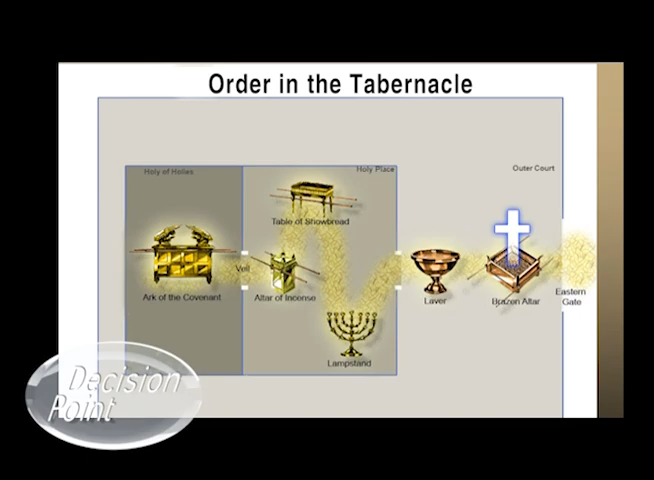 Order in the Tabernacle
Holy of Holies
Holy Place
Outer Court
Table of Showbread
Veil
Ark of the Covenant
Altar of Incense
Laver
Brazen Altar
Eastern
Gate
Lampstand
Decision
Point